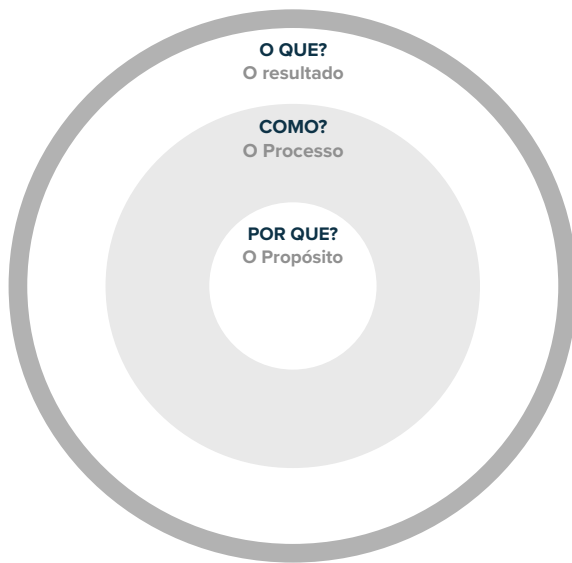 O QUE?
O resultado
COMO?
O Processo
POR QUE?
O Propósito